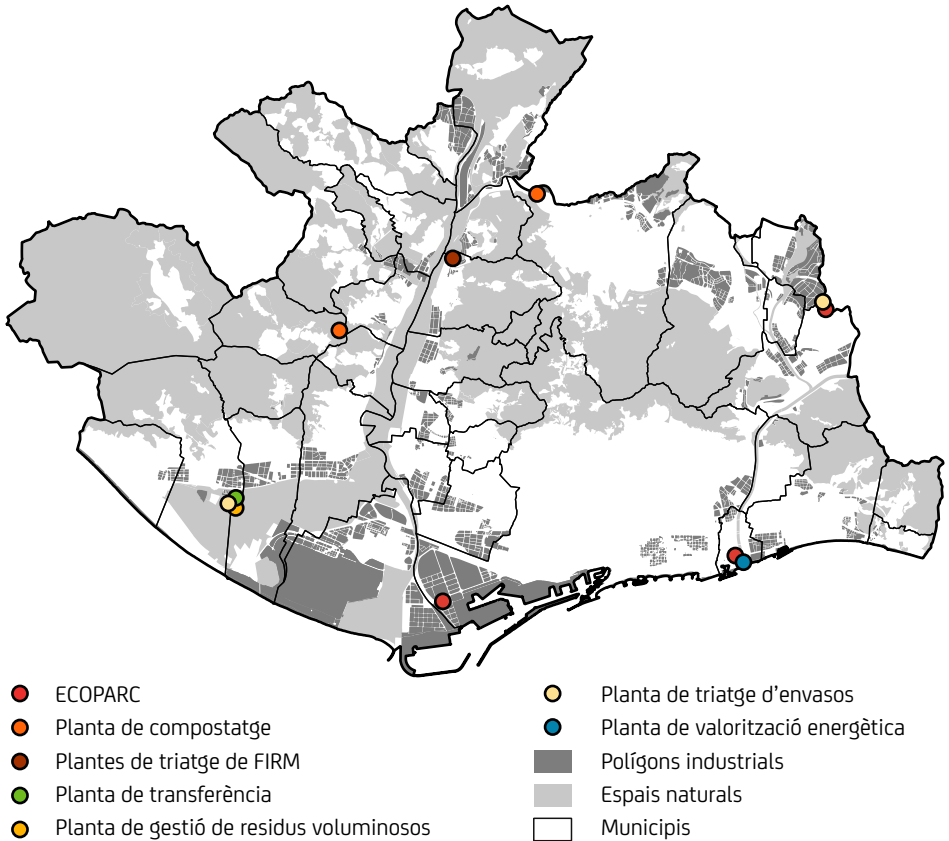 ECOPARC
Planta de compostatge
Plantes de triatge de FIRM
Planta de transferència
Planta de gestió de residus voluminosos
Planta de triatge d'envasos
Planta de valorització energètica
Polígons industrials
Espais naturals
Municipis